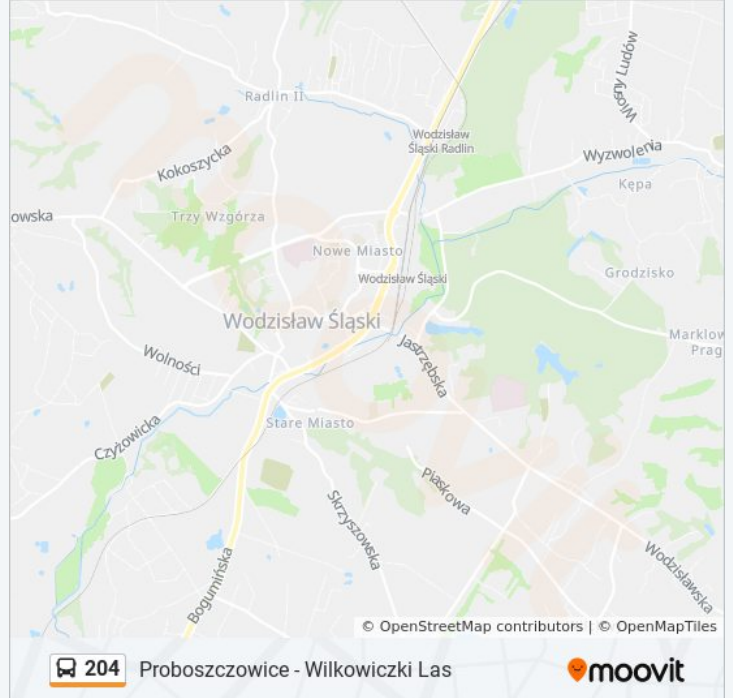 Radlin II
Wodzisław
Śląski Radlin
Wiosny Ludów
Wyzwolenia
Kokoszycka
Kępa
owska
Trzy Wzgórza
Nowe Miasto
Grodzisko
Wodzisław Śląski
Wodzisław Śląski
Marklow
Prag
Jastrzębska
Wolności
Stare Miasto
Czyżowicka
Piaskowa
Skrzyszowska
Wodzisławska
Bogumińska
© OpenStreetMap contributors | © OpenMapTiles
204 Proboszczowice - Wilkowiczki Las
moovit